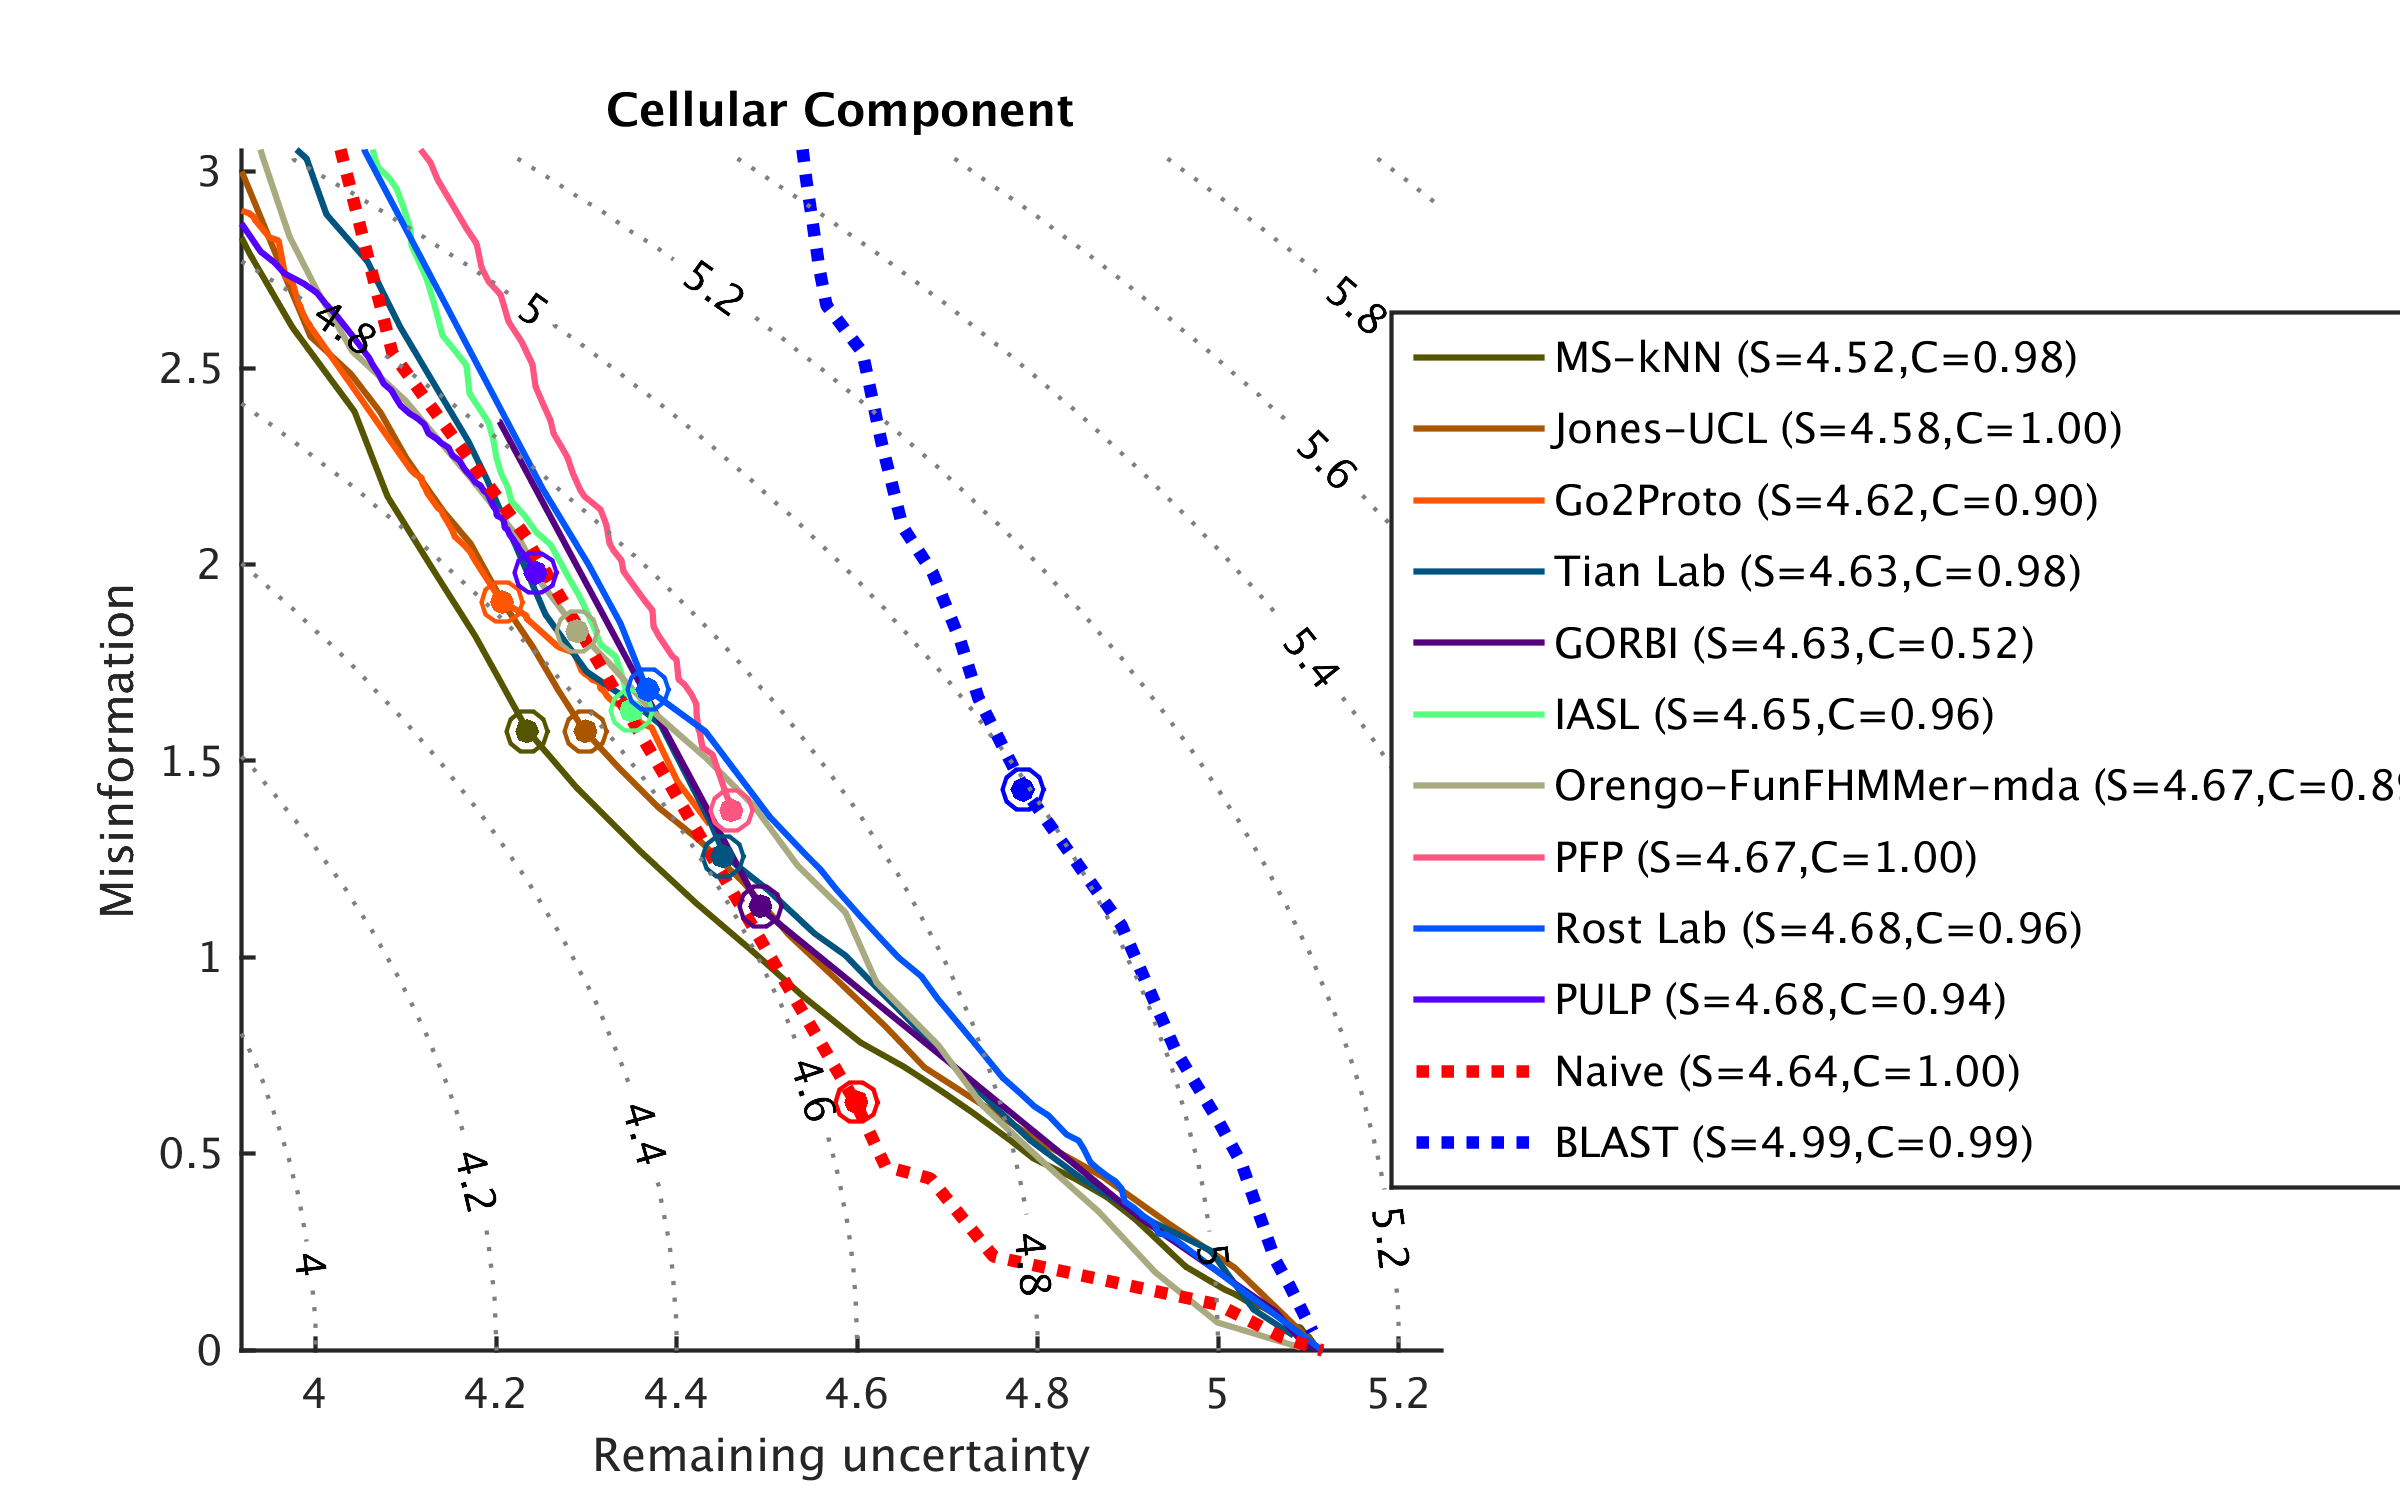 Cellular Component
3
2.5
2
1.5
1
0.5
0
Misinformation
4
4.2
4.4
4.6
4.8
5
5.2
Remaining uncertainty
4.8
5
5.2
5.8
5.6
5.4
4
4.2
4.4
4.6
4.8
5
5.2
MS-kNN (S=4.52,C=0.98)
Jones-UCL (S=4.58,C=1.00)
Go2Proto (S=4.62,C=0.90)
Tian Lab (S=4.63,C=0.98)
GORBI (S=4.63,C=0.52)
IASL (S=4.65,C=0.96)
Orengo-FunFHMMer-mda (S=4.67,C=0.89
PFP (S=4.67,C=1.00)
Rost Lab (S=4.68,C=0.96)
PULP (S=4.68,C=0.94)
Naive (S=4.64,C=1.00)
BLAST (S=4.99,C=0.99)